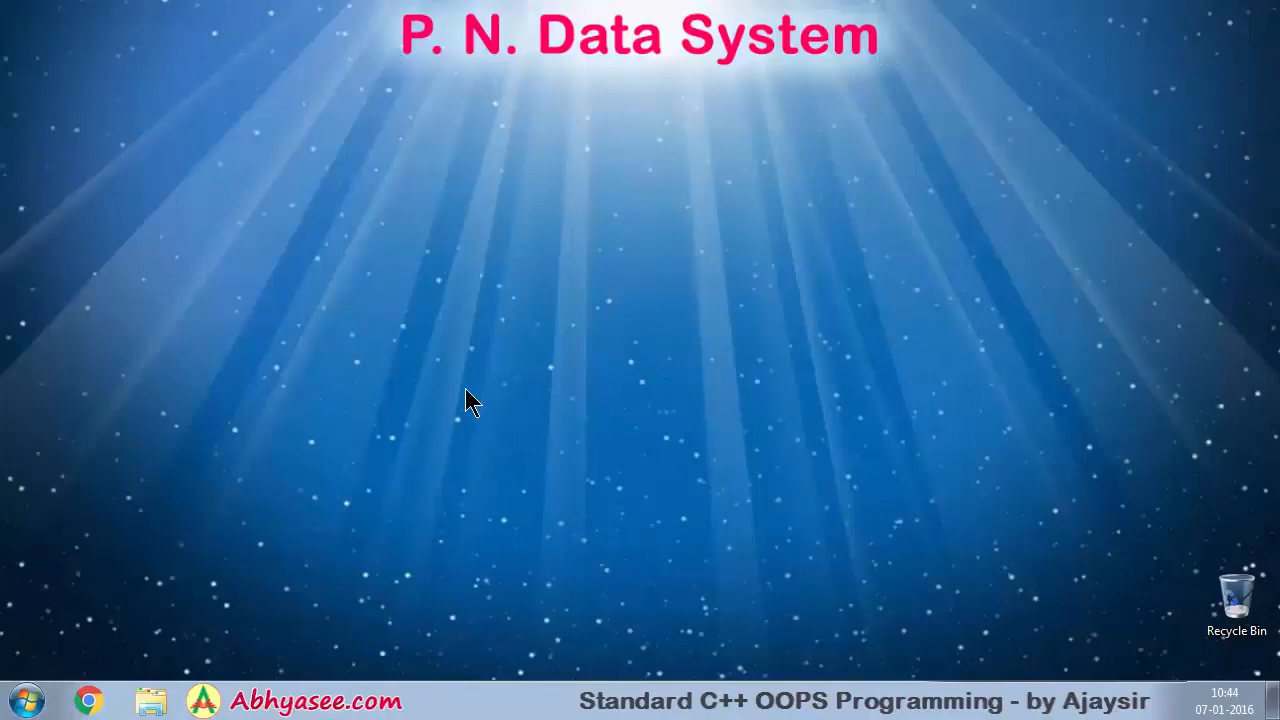 P. N. Data System
Recycle Bin
Abhyasee.com
Standard C++ OOPS Programming - by Ajaysir
10:44
07-01-2016